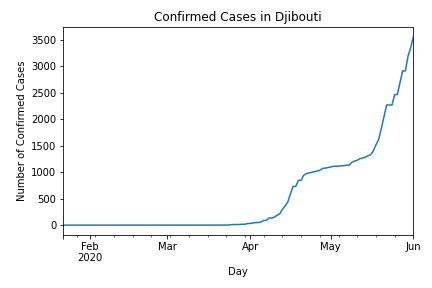 Confirmed Cases in Djibouti
3500
3000
2500
2000
1500
1000
500
0
Number of Confirmed Cases
Feb
2020
Mar
Apr
May
Jun
Day